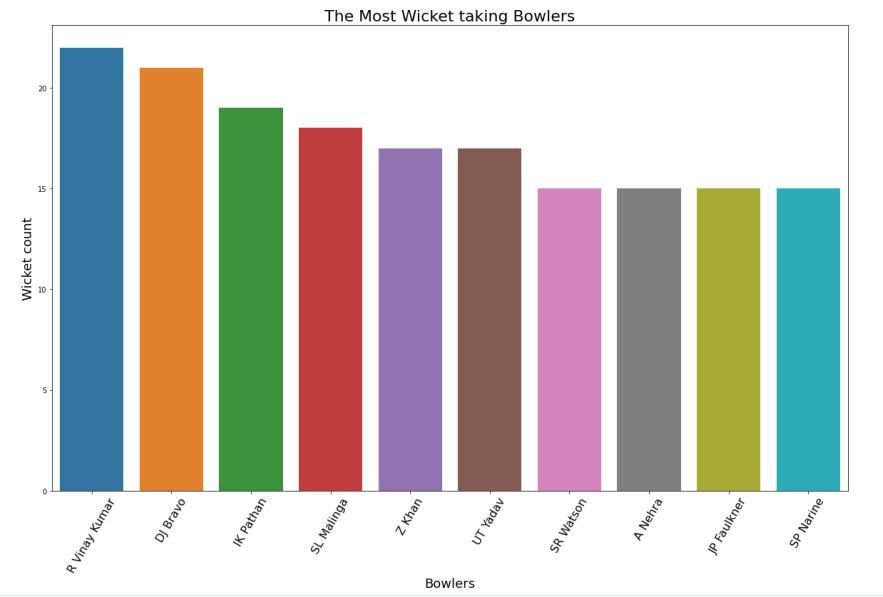 The Most Wicket taking Bowlers
Wicket count
20
15
10
5
0
R Vinay Kumar
DJ Bravo
IK Pathan
SL Malinga
Z Khan
UT Yadav
SR Watson
A Nehra
JP Faulkner
SP Narine
Bowlers